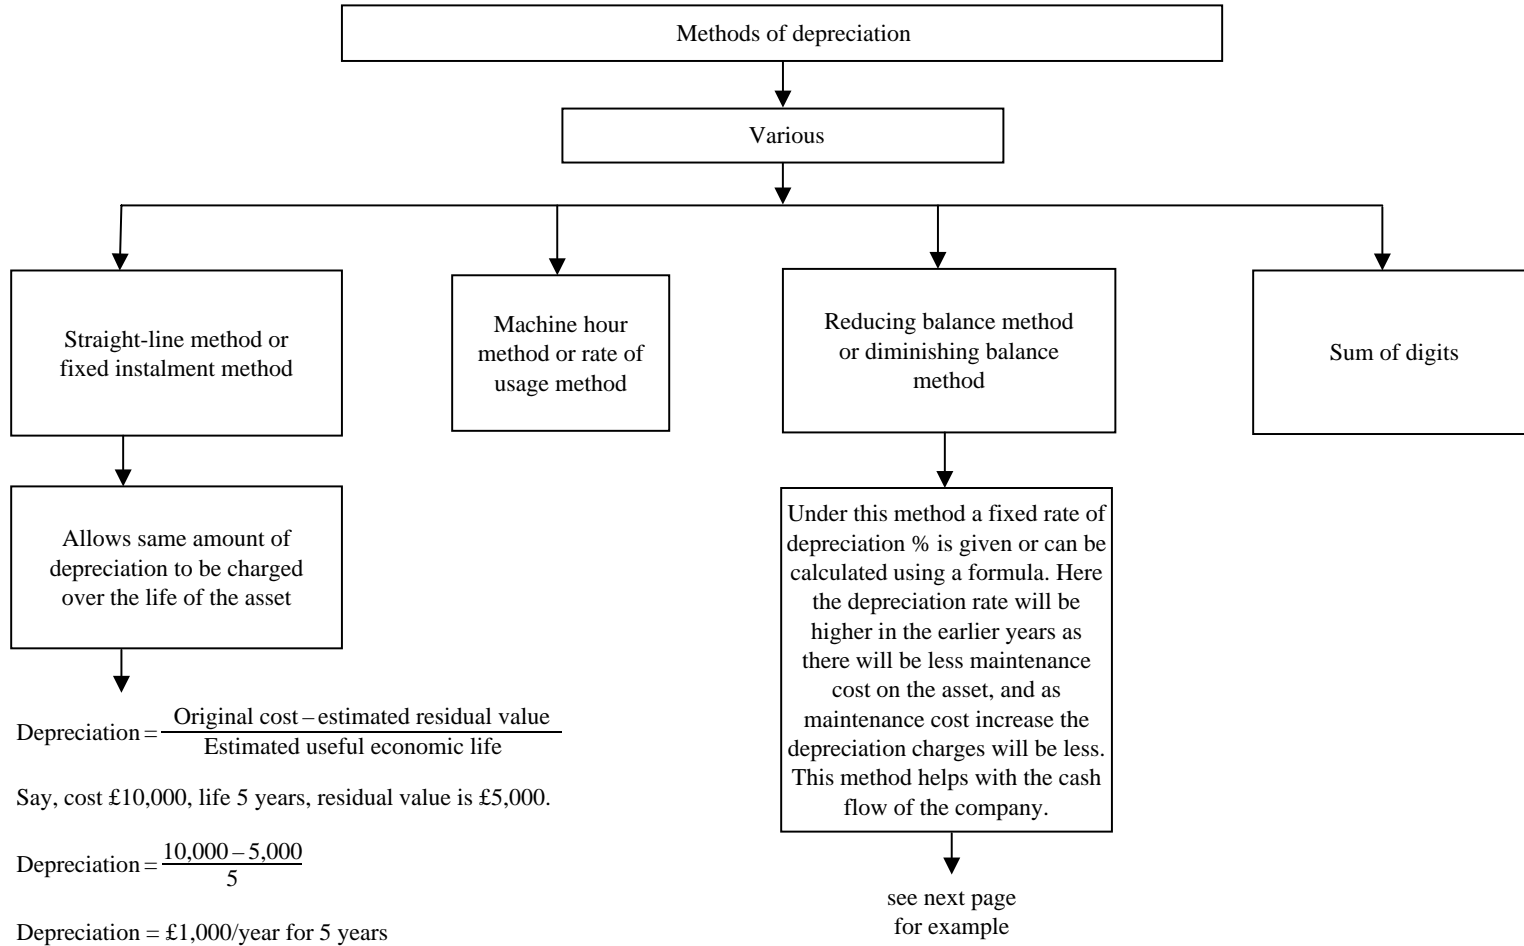 Methods of depreciation
Various
Straight-line method or
fixed instalment method
Machine hour
method or rate of
usage method
Reducing balance method
or diminishing balance
method
Sum of digits
Allows same amount of
depreciation to be charged
over the life of the asset
Under this method a fixed rate of
depreciation % is given or can be
calculated using a formula. Here
the depreciation rate will be
higher in the earlier years as
there will be less maintenance
cost on the asset, and as
maintenance cost increase the
depreciation charges will be less.
This method helps with the cash
flow of the company.
Depreciation = Original cost – estimated residual value
Estimated useful economic life
Say, cost £10,000, life 5 years, residual value is £5,000.
Depreciation = 10,000 – 5,000
5
Depreciation = £1,000/year for 5 years
see next page
for example